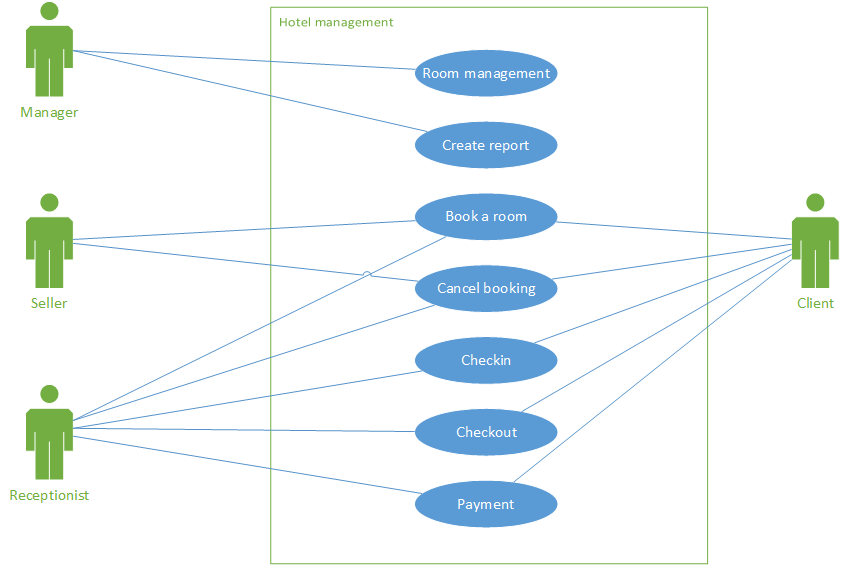 Hotel management
Manager
Room management
Create report
Book a room
Seller
Cancel booking
Client
Checkin
Checkout
Receptionist
Payment